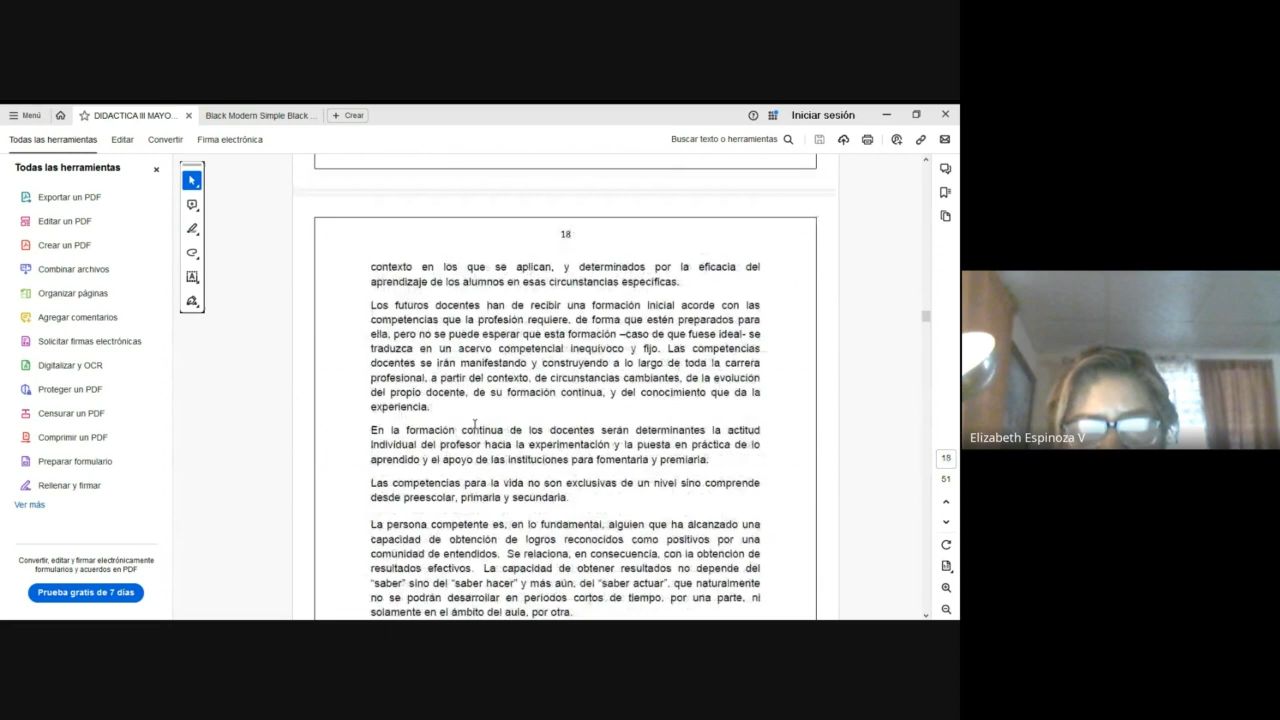 Menú
DIDACTICA III MAYO...
Black Modern Simple Black ...
+ Crear
Iniciar sesión
Todas las herramientas
Editar
Convertir
Firma electrónica
Buscar texto o herramientas
Todas las herramientas
Exportar un PDF
Editar un PDF
Crear un PDF
Combinar archivos
Organizar páginas
Agregar comentarios
Solicitar firmas electrónicas
Digitalizar y OCR
Proteger un PDF
Censurar un PDF
Comprimir un PDF
Preparar formulario
Rellenar y firmar
Ver más
Convertir, editar y firmar electrónicamente
formularios y acuerdos en PDF
Prueba gratis de 7 días
18
contexto en los que se aplican, y determinados por la eficacia del
aprendizaje de los alumnos en esas circunstancias específicas.
Los futuros docentes han de recibir una formación inicial acorde con las
competencias que la profesión requiere, de forma que estén preparados para
ella, pero no se puede esperar que esta formación –caso de que fuese ideal- se
traduzca en un acervo competencial inequívoco y fijo. Las competencias
docentes se irán manifestando y construyendo a lo largo de toda la carrera
profesional, a partir del contexto, de circunstancias cambiantes, de la evolución
del propio docente, de su formación continua, y del conocimiento que da la
experiencia.
En la formación continua de los docentes serán determinantes la actitud
individual del profesor hacia la experimentación y la puesta en práctica de lo
aprendido y el apoyo de las instituciones para fomentarla y premiarla.
Las competencias para la vida no son exclusivas de un nivel sino comprende
desde preescolar, primaria y secundaria.
La persona competente es, en lo fundamental, alguien que ha alcanzado una
capacidad de obtención de logros reconocidos como positivos por una
comunidad de entendidos. Se relaciona, en consecuencia, con la obtención de
resultados efectivos. La capacidad de obtener resultados no depende del
"saber" sino del "saber hacer" y más aún, del "saber actuar", que naturalmente
no se podrán desarrollar en periodos cortos de tiempo, por una parte, ni
solamente en el ámbito del aula, por otra.
18
51
Elizabeth Espinoza V